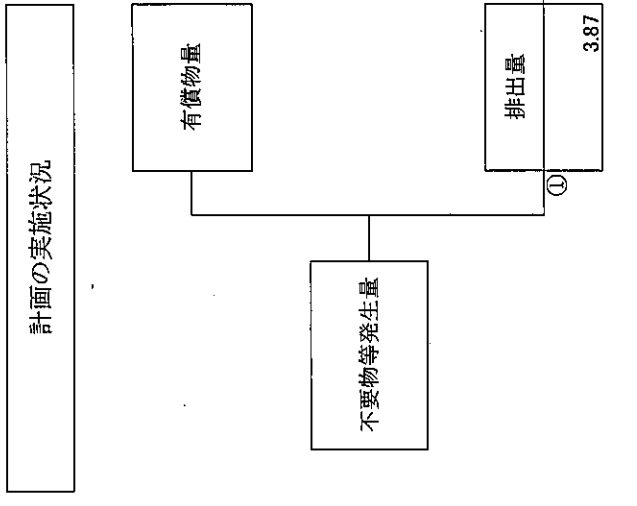 計画の実施状況
有償物量
不要物等発生量
①
排出量
3.87